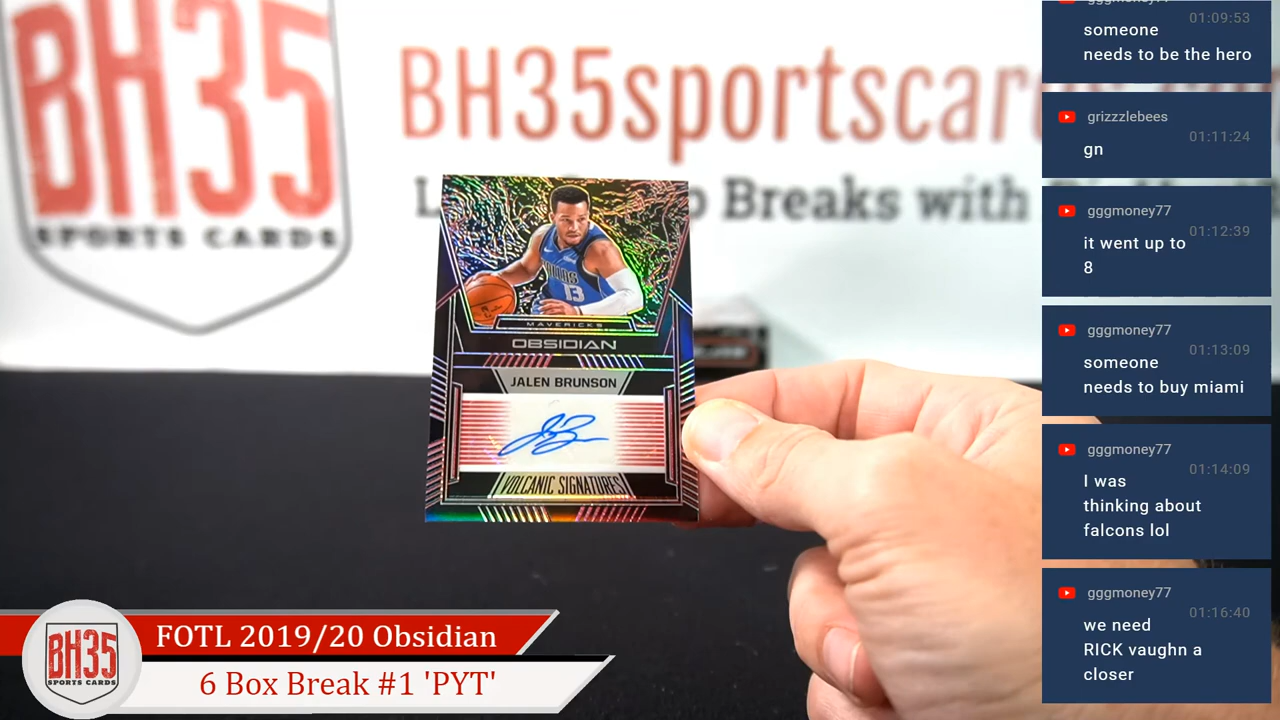 BH35
SPORTS CARDS
BH35sportscar
Breaks with
MAVERICKS
OBSIDIAN
JALEN BRUNSON
VOLCANIC SIGNATURES
13
FOTL 2019/20 Obsidian
6 Box Break #1 'PYT'
BH35
SPORTS CARDS
gggmoney77
01:09:53
someone
needs to be the hero
grizzzlebees
01:11:24
gn
gggmoney77
01:12:39
it went up to
8
gggmoney77
01:13:09
someone
needs to buy miami
gggmoney77
01:14:09
I was
thinking about
falcons lol
gggmoney77
01:16:40
we need
RICK vaughn a
closer